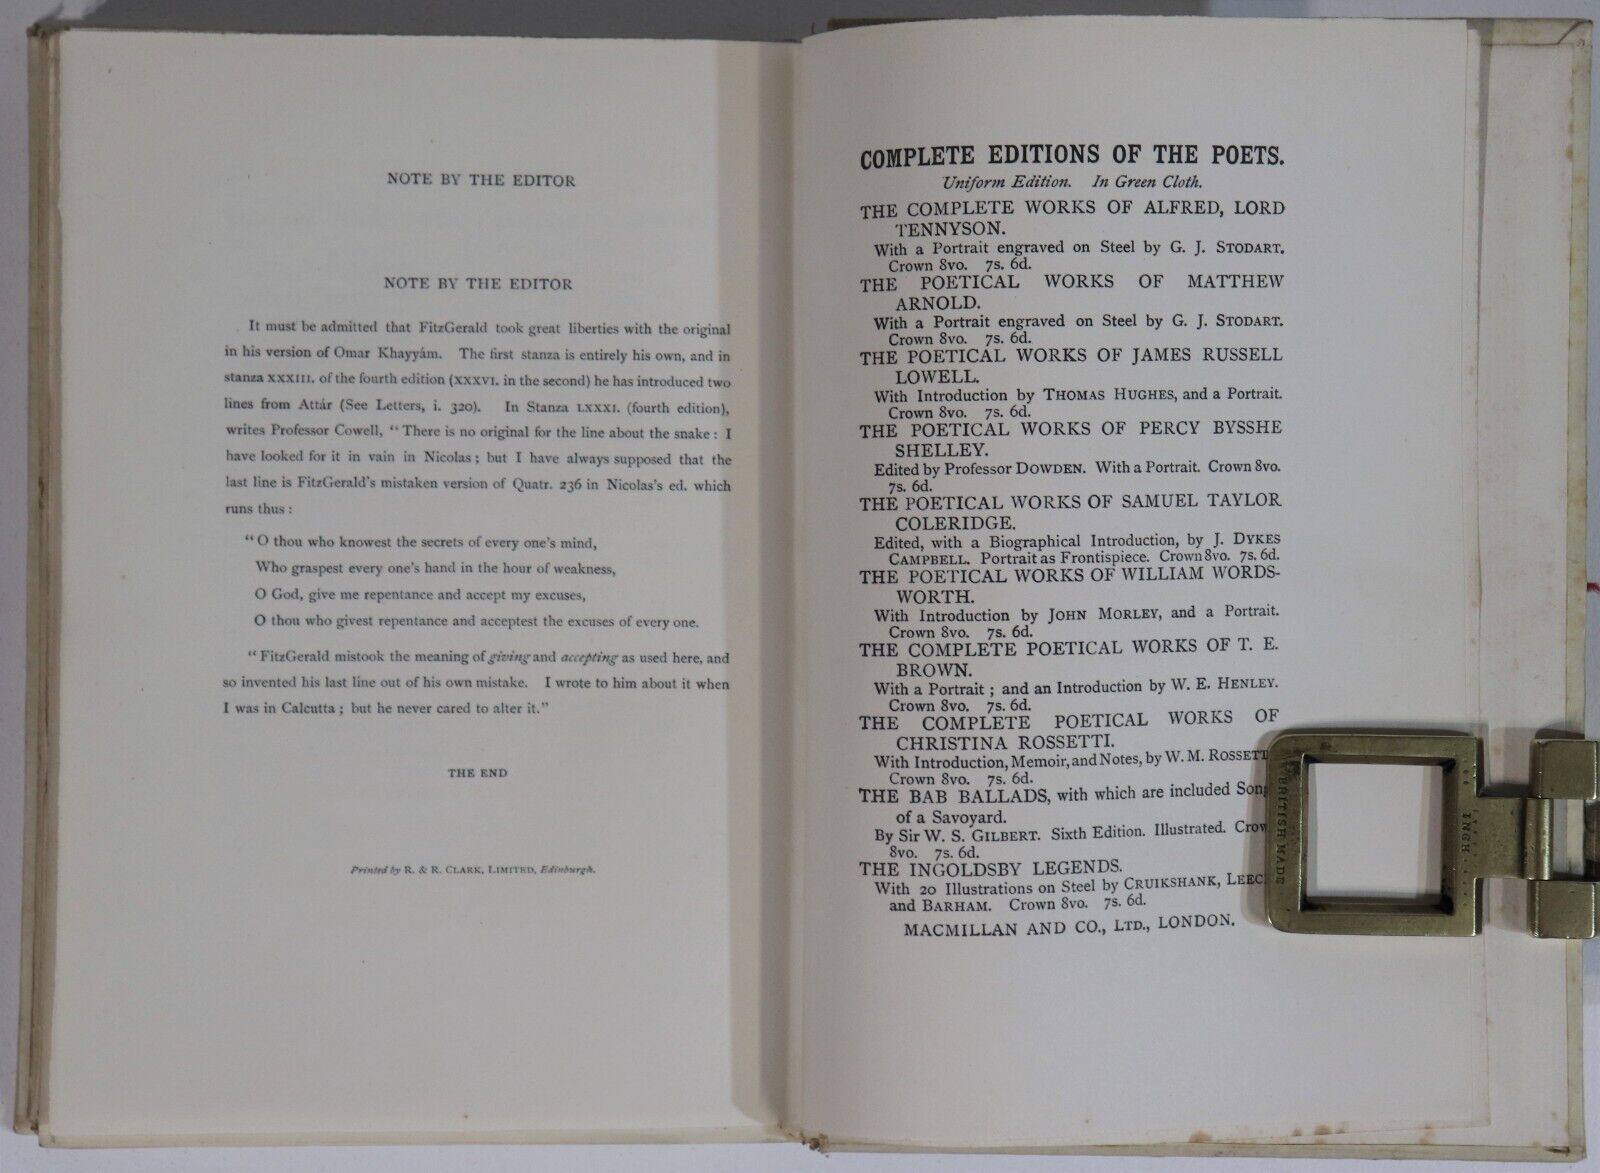 NOTE BY THE EDITOR
NOTE BY THE EDITOR
It must be admitted that FitzGerald took great liberties with the original
in his version of Omar Khayyám. The first stanza is entirely his own, and in
stanza XXXIII. of the fourth edition (XXXVI. in the second) he has introduced two
lines from Attár (See Letters, i. 320). In Stanza LXXXI. (fourth edition),
writes Professor Cowell, “There is no original for the line about the snake: I
have looked for it in vain in Nicolas; but I have always supposed that the
last line is FitzGerald's mistaken version of Quatr. 236 in Nicolas's ed. which
runs thus:
“O thou who knowest the secrets of every one's mind,
Who graspest every one's hand in the hour of weakness,
O God, give me repentance and accept my excuses,
O thou who givest repentance and acceptest the excuses of every one.
“FitzGerald mistook the meaning of giving and accepting as used here, and
so invented his last line out of his own mistake. I wrote to him about it when
I was in Calcutta; but he never cared to alter it.”
THE END
Printed by R. & R. CLARK, LIMITED, Edinburgh.
COMPLETE EDITIONS OF THE POETS.
Uniform Edition. In Green Cloth.
THE COMPLETE WORKS OF ALFRED, LORD
TENNYSON.
With a Portrait engraved on Steel by G. J. STODART.
Crown 8vo. 7s. 6d.
THE POETICAL WORKS OF MATTHEW
ARNOLD.
With a Portrait engraved on Steel by G. J. STODART.
Crown 8vo. 7s. 6d.
THE POETICAL WORKS OF JAMES RUSSELL
LOWELL.
With Introduction by THOMAS HUGHES, and a Portrait.
Crown 8vo. 7s. 6d.
THE POETICAL WORKS OF PERCY BYSSHE
SHELLEY.
Edited by Professor DOWDEN. With a Portrait. Crown 8vo.
7s. 6d.
THE POETICAL WORKS OF SAMUEL TAYLOR
COLERIDGE.
Edited, with a Biographical Introduction, by J. DYKES
CAMPBELL. Portrait as Frontispiece. Crown 8vo. 7s. 6d.
THE POETICAL WORKS OF WILLIAM WORDS-
WORTH.
With Introduction by JOHN MORLEY, and a Portrait.
Crown 8vo. 7s. 6d.
THE COMPLETE POETICAL WORKS OF T. E.
BROWN.
With a Portrait; and an Introduction by W. E. HENLEY.
Crown 8vo. 7s. 6d.
THE COMPLETE POETICAL WORKS OF
CHRISTINA ROSSETTI.
With Introduction, Memoir, and Notes, by W. M. ROSSETT
Crown 8vo. 7s. 6d.
THE BAB BALLADS, with which are included Song
of a Savoyard.
By Sir W. S. GILBERT. Sixth Edition. Illustrated. Crow
8vo. 7s. 6d.
THE INGOLDSBY LEGENDS.
With 20 Illustrations on Steel by CRUIKSHANK, LEEC
and BARHAM. Crown 8vo. 7s. 6d.
MACMILLAN AND CO., LTD., LONDON.
BRITISH MADE